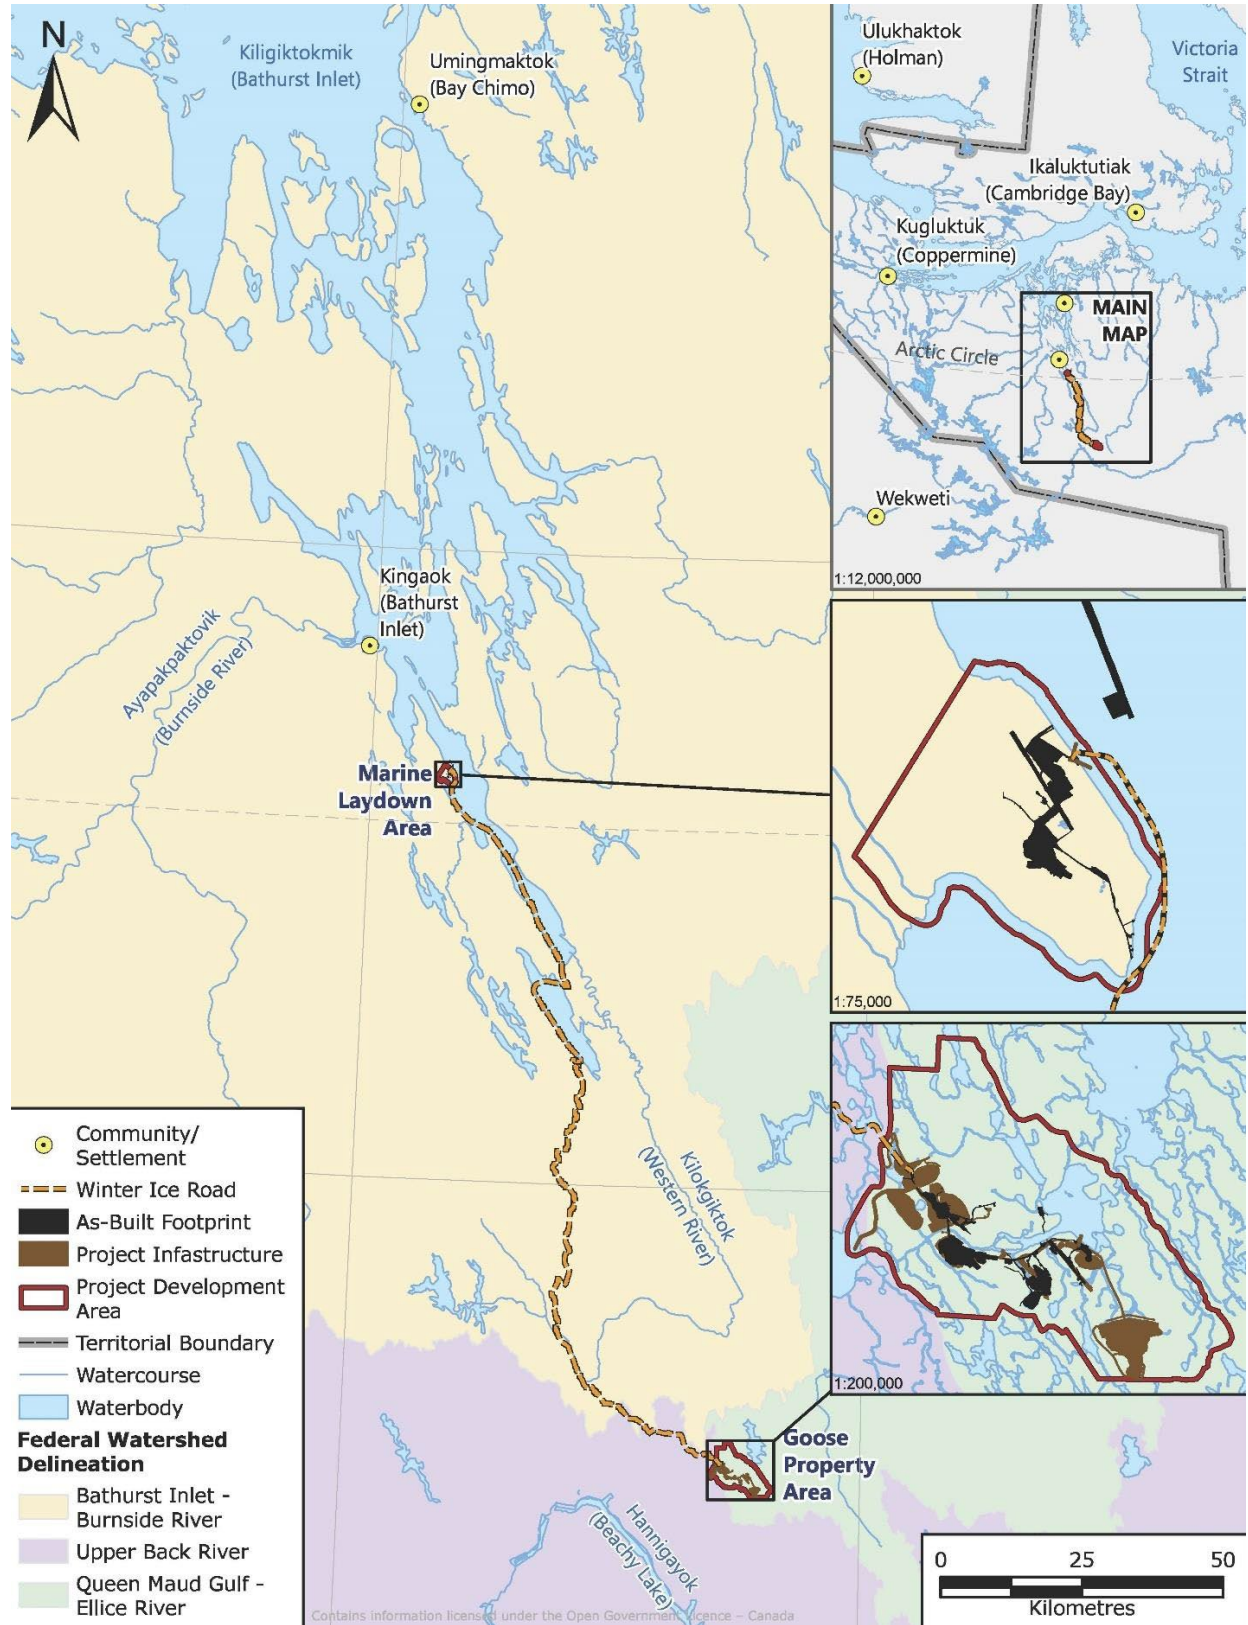 N
Kiligiktokmik
(Bathurst Inlet)
Umingmaktok
(Bay Chimo)
Kingaok
(Bathurst
Inlet)
Ayapakpaktovik
(Burnside River)
Marine
Laydown
Area
Kilokgiktok
(Western River)
Goose
Property
Area
Hannigayok
(Beachy Lake)
Ulukhaktok
(Holman)
Victoria
Strait
Ikaluktutiak
(Cambridge Bay)
Kugluktuk
(Coppermine)
MAIN
MAP
Arctic Circle
Wekweti
1:12,000,000
1:75,000
1:200,000
Community/
Settlement
Winter Ice Road
As-Built Footprint
Project Infastructure
Project Development
Area
Territorial Boundary
Watercourse
Waterbody
Federal Watershed
Delineation
Bathurst Inlet -
Burnside River
Upper Back River
Queen Maud Gulf -
Ellice River
0 25 50
Kilometres
Contains information licensed under the Open Government Licence – Canada